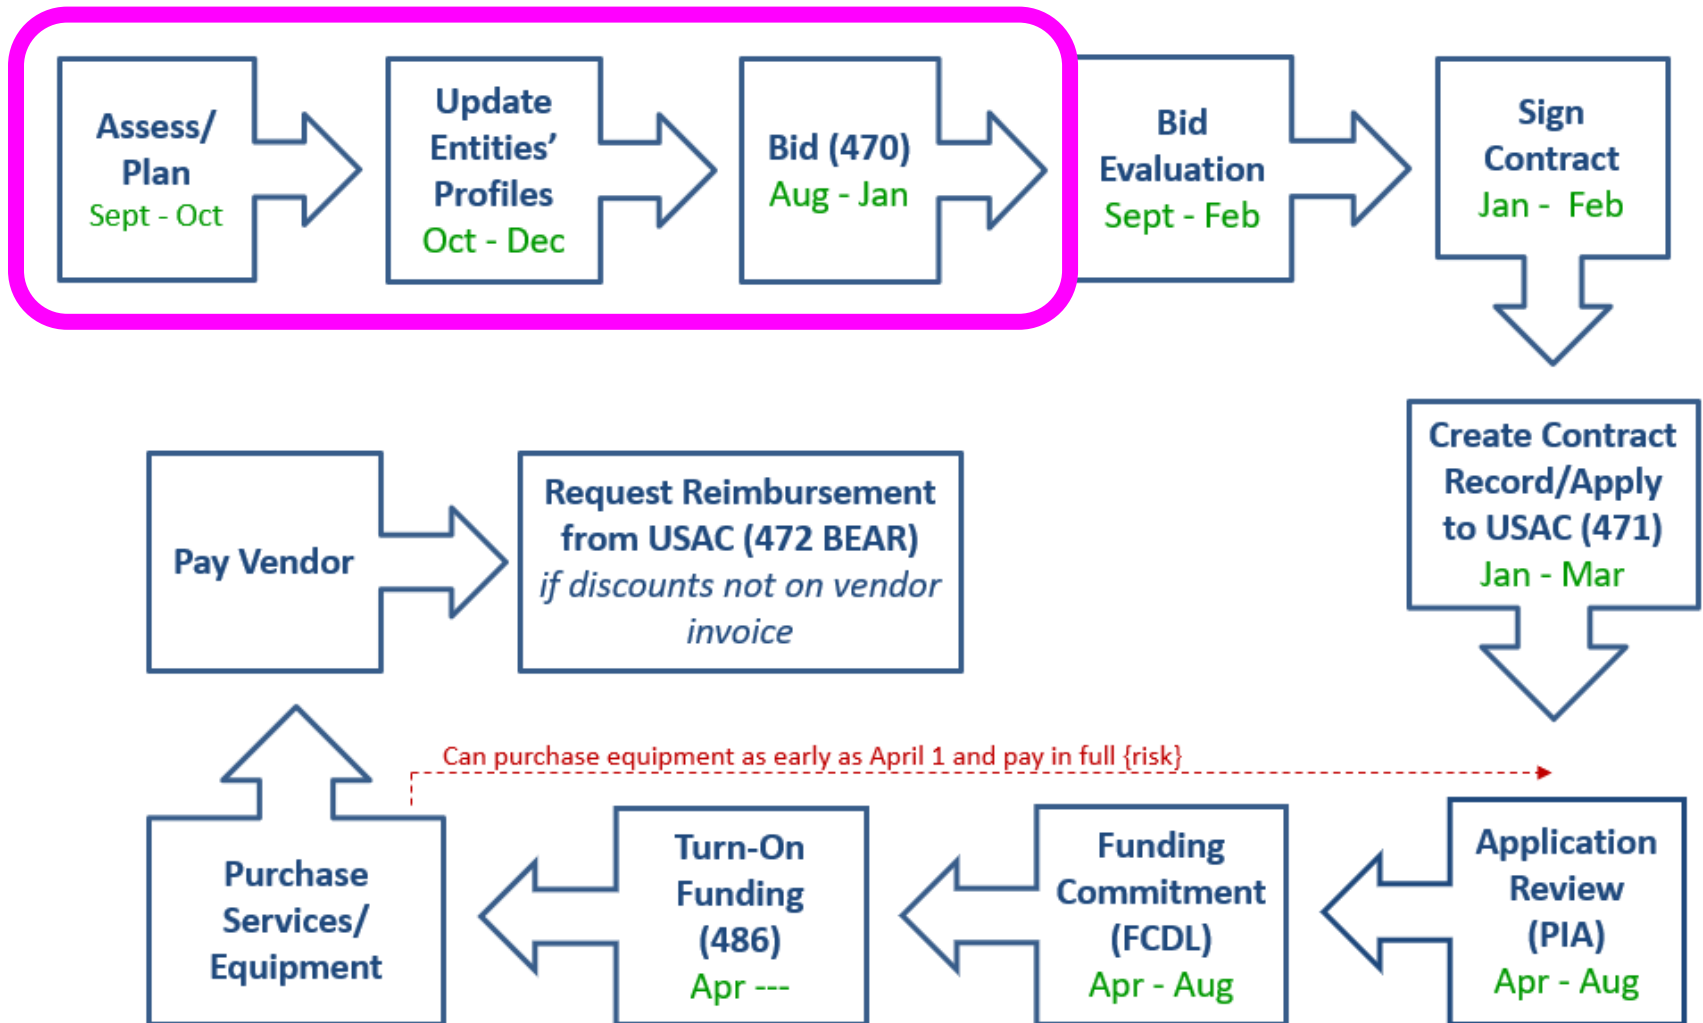 Assess/
Plan
Sept - Oct
Update
Entities’
Profiles
Oct - Dec
Bid (470)
Aug - Jan
Bid
Evaluation
Sept - Feb
Sign
Contract
Jan -  Feb
Create Contract
Record/Apply
to USAC (471)
Jan - Mar
Application
Review
(PIA)
Apr - Aug
Funding
Commitment
(FCDL)
Apr - Aug
Turn-On
Funding
(486)
Apr ---
Can purchase equipment as early as April 1 and pay in full {risk}
Purchase
Services/
Equipment
Pay Vendor
Request Reimbursement
from USAC (472 BEAR)
if discounts not on vendor
invoice